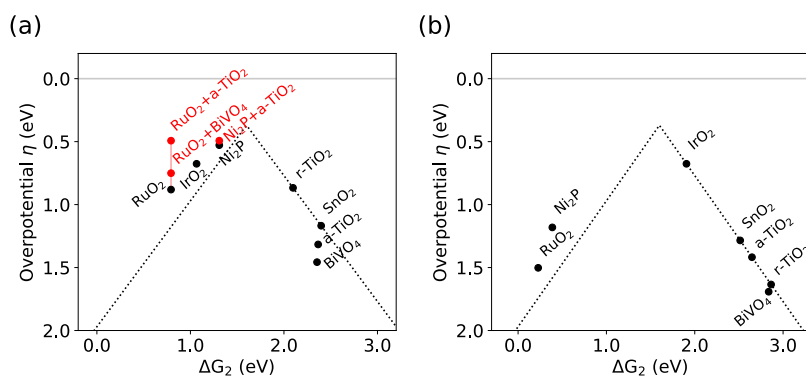 (a)
(b)
0.0
0.5
1.0
1.5
2.0
Overpotential η (eV)
RuO₂+a-TiO₂
RuO₂+BiVO₄
Ni₂P+a-TiO₂
RuO₂
IrO₂
Ni₂P
r-TiO₂
SnO₂
a-TiO₂
BiVO₄
0.0 1.0 2.0 3.0
ΔG₂ (eV)
0.0
0.5
1.0
1.5
2.0
Overpotential η (eV)
IrO₂
Ni₂P
RuO₂
SnO₂
a-TiO₂
r-TiO
BiVO₄
0.0 1.0 2.0 3.0
ΔG₂ (eV)